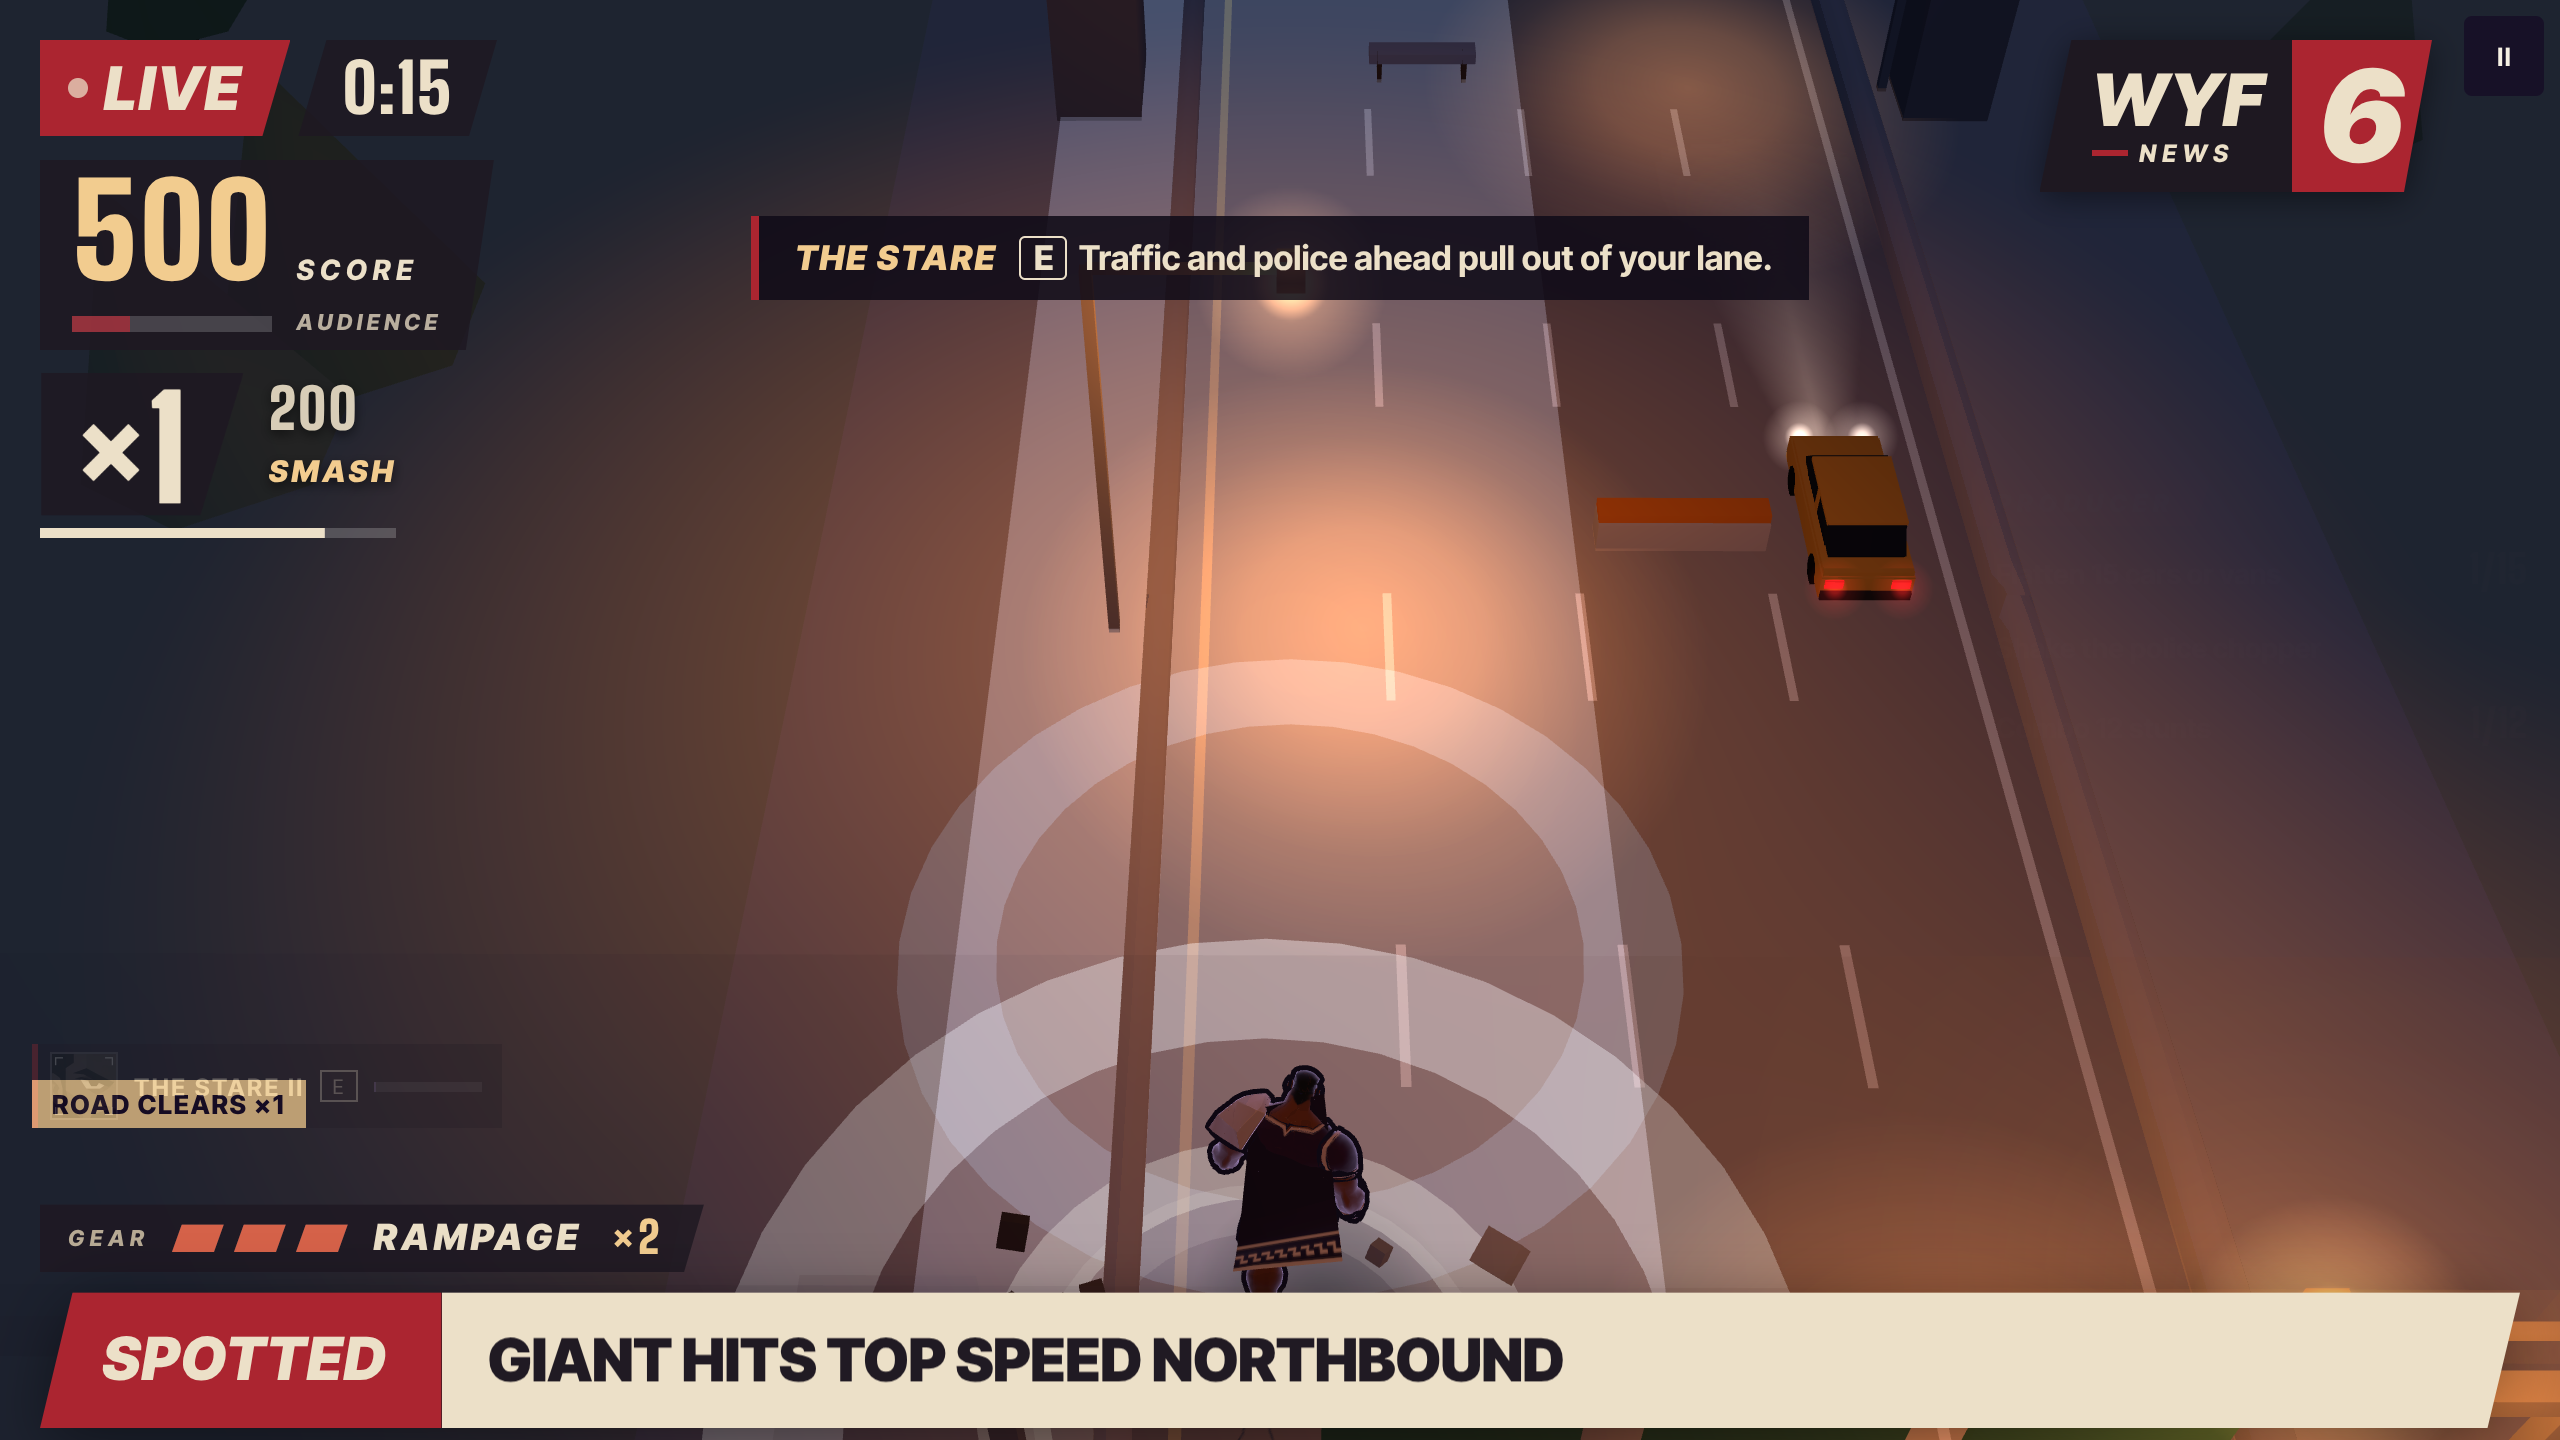 LIVE
0:15
WYF
NEWS
6
II
500 SCORE
AUDIENCE
×1
200
SMASH
THE STARE E Traffic and police ahead pull out of your lane.
THE STARE II E
ROAD CLEARS ×1
GEAR RAMPAGE ×2
SPOTTED
GIANT HITS TOP SPEED NORTHBOUND